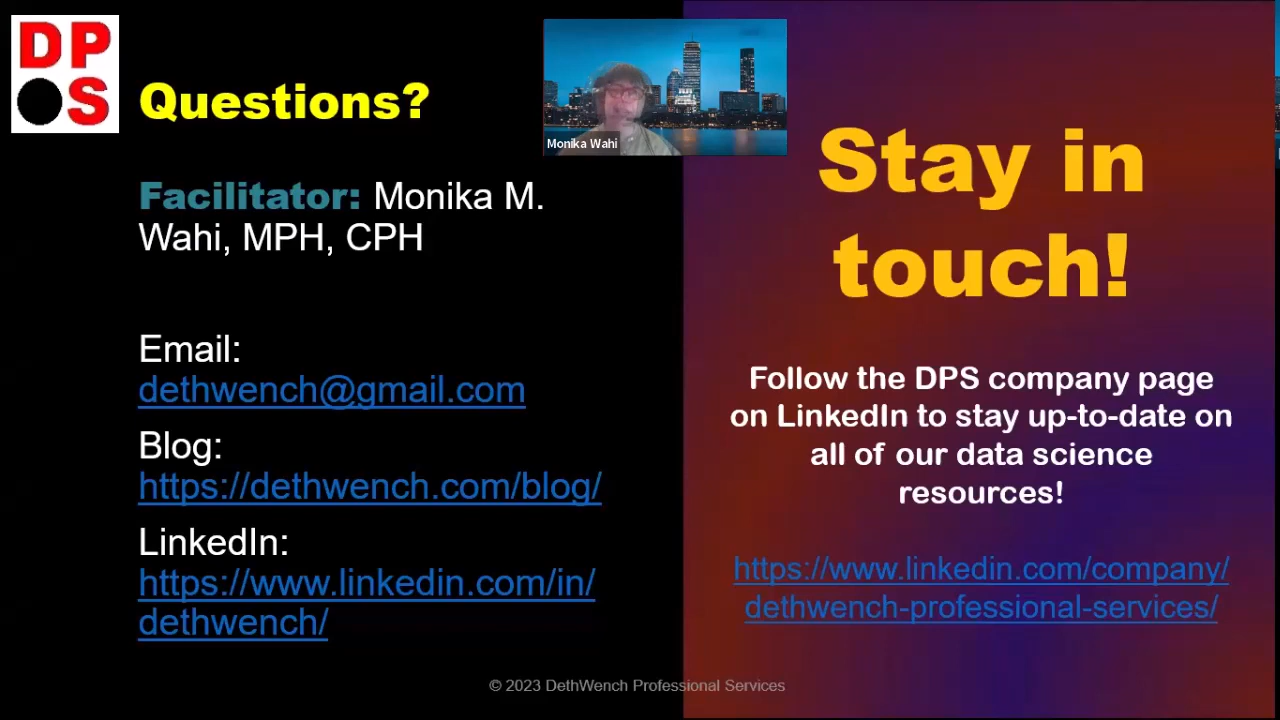 DP
S
Questions?
Monika Wahi
Facilitator: Monika M.
Wahi, MPH, CPH
Email:
dethwench@gmail.com
Blog:
https://dethwench.com/blog/
LinkedIn:
https://www.linkedin.com/in/
dethwench/
Stay in
touch!
Follow the DPS company page
on LinkedIn to stay up-to-date on
all of our data science
resources!
https://www.linkedin.com/company/
dethwench-professional-services/
© 2023 DethWench Professional Services